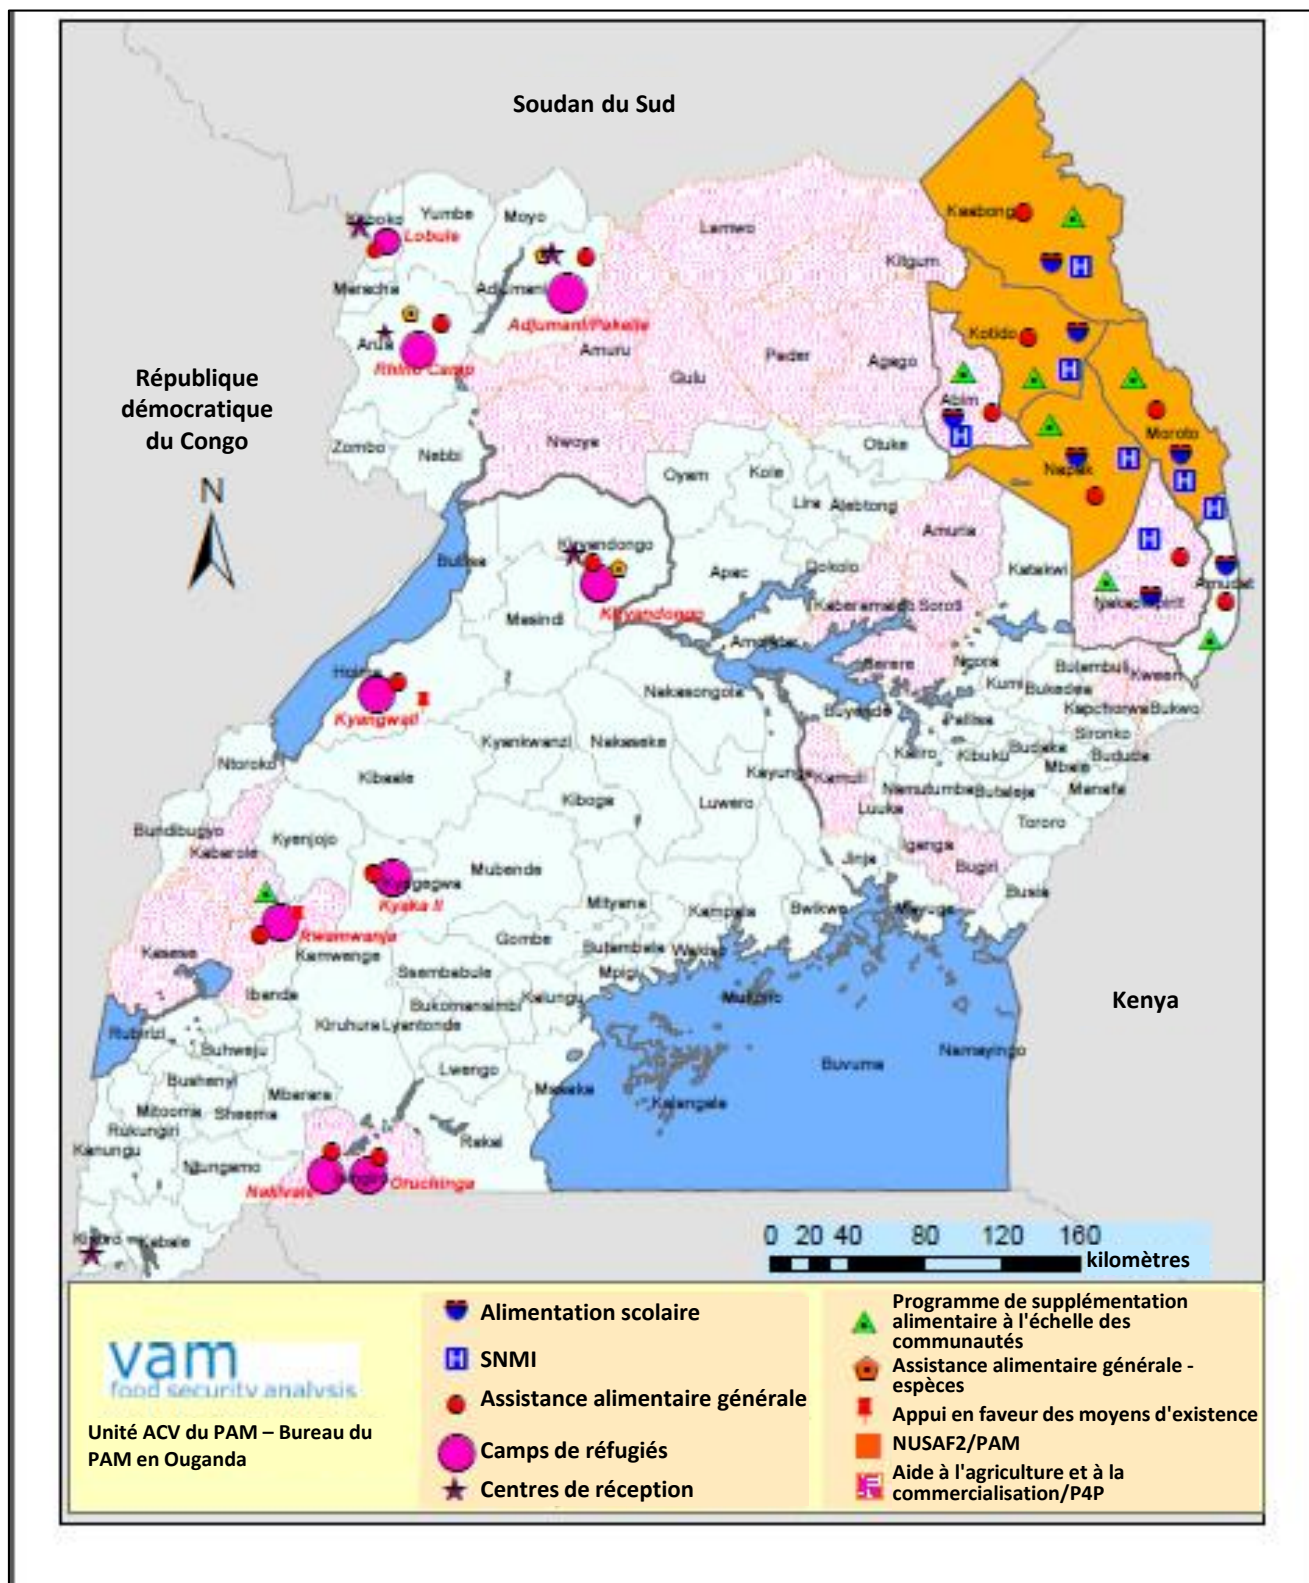 Soudan du Sud
Kaabong
Yumbe
Moyo
Lobule
Lamwo
Kitgum
Maracha
Adjumani
Adjumani/Pakelle
Kotido
Arua
Rhino Camp
Amuru
Pader
Agago
Gulu
République
démocratique
du Congo
Abim
Moroto
Nwoya
Otuke
Zombo
Nebbi
Oyam
Kole
Napak
N
Lira
Alebtong
Amuria
Kiryandongo
Buliisa
Apac
Dokolo
Katakwi
Amudat
Masindi
Kiryandongo
Kaberamaido
Soroti
Hoima
Nakasongola
Serere
Ngora
Kumi
Bukedea
Kween
Kyangwali
Buyende
Pallisa
Kapchorwa
Bukwo
Kyankwanzi
Nakaseke
Kaliro
Kibuku
Budaka
Sironko
Bududa
Mbale
Ntoroko
Kibaale
Kayunga
Kamuli
Namutumba
Butaleja
Manafa
Kiboga
Luwero
Luuka
Tororo
Bundibugyo
Kabarole
Kyenjojo
Iganga
Jinja
Bugiri
Mubende
Busia
Kyegegwa
Kyaka II
Mityana
Kampala
Bwikwe
Mayuge
Rwamwanja
Gombe
Butambala
Wakiso
Kasese
Kamwenge
Ssembabule
Mpigi
Ibanda
Bukomansimbi
Kalungu
Mukono
Kenya
Rubirizi
Kiruhura
Lyantonde
Buhweju
Namayingo
Lwengo
Buvuma
Bushenyi
Mbarara
Masaka
Kalangala
Mitooma
Sheema
Rukungiri
Kanungu
Rakai
Ntungamo
Nakivale
Oruchinga
Kabale
0 20 40 80 120 160
kilomètres
vam
food security analysis
Unité ACV du PAM – Bureau du
PAM en Ouganda
Alimentation scolaire
SNMI
Assistance alimentaire générale
Camps de réfugiés
Centres de réception
Programme de supplémentation
alimentaire à l'échelle des
communautés
Assistance alimentaire générale -
espèces
Appui en faveur des moyens d'existence
NUSAF2/PAM
Aide à l'agriculture et à la
commercialisation/P4P